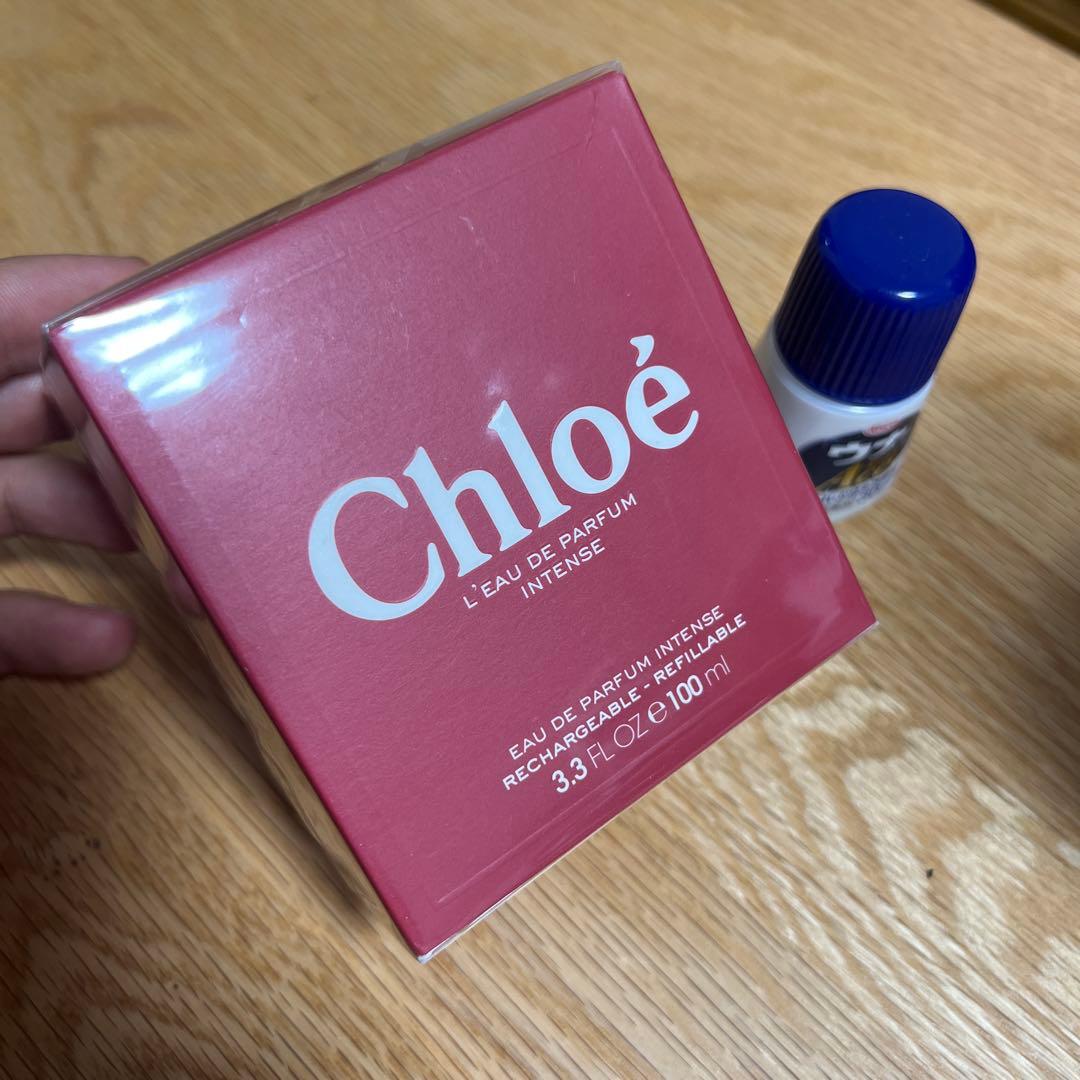 Chloé
L'EAU DE PARFUM
INTENSE
EAU DE PARFUM INTENSE
RECHARGEABLE - REFILLABLE
3.3 FL OZ e 100 ml